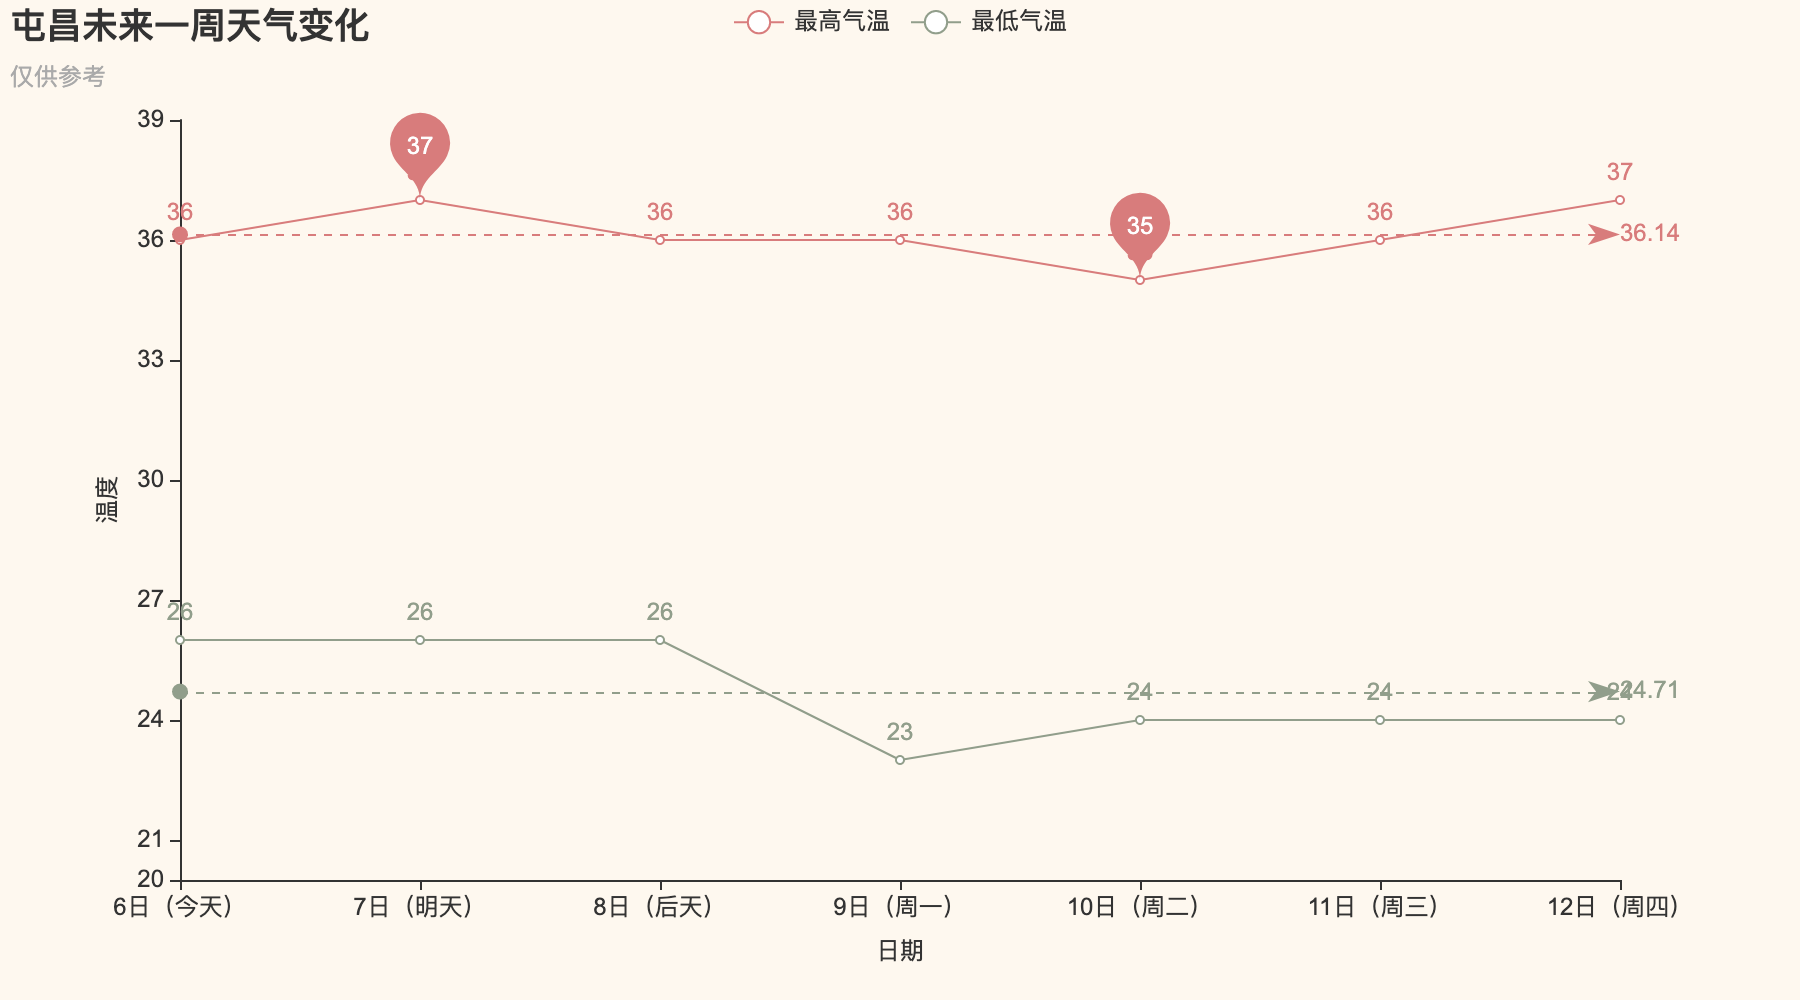 屯昌未来一周天气变化
仅供参考
最高气温
最低气温
39
36
33
30
27
24
21
20
温度
36
37
36
36
35
36
37
36.14
26
26
26
23
24
24
24
24.71
6日（今天）
7日（明天）
8日（后天）
9日（周一）
10日（周二）
11日（周三）
12日（周四）
日期